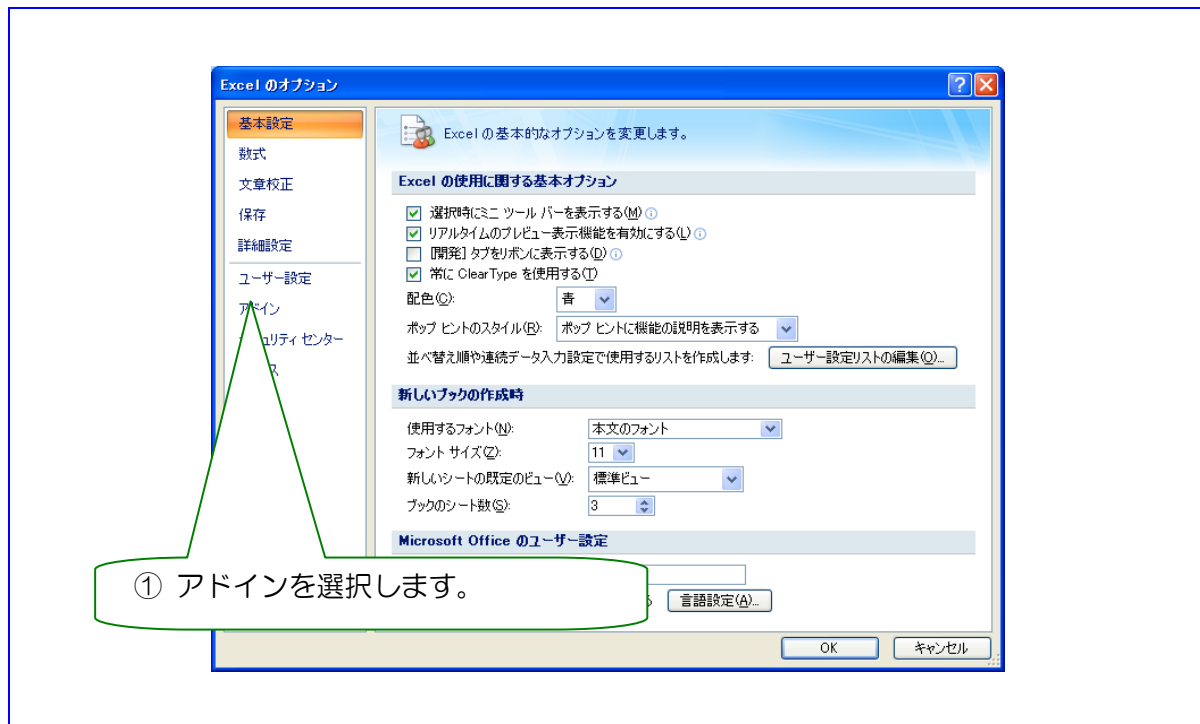 Excel のオプション
基本設定
数式
文章校正
保存
詳細設定
ユーザー設定
アドイン
ュリティ センター
ス
Excel の基本的なオプションを変更します。
Excel の使用に関する基本オプション
選択時にミニ ツール バーを表示する(M)
リアルタイムのプレビュー表示機能を有効にする(L)
[開発] タブをリボンに表示する(D)
常に ClearType を使用する(T)
配色(C): 青
ポップ ヒントのスタイル(R): ポップ ヒントに機能の説明を表示する
並べ替え順や連続データ入力設定で使用するリストを作成します: ユーザー設定リストの編集(O)...
新しいブックの作成時
使用するフォント(N): 本文のフォント
フォント サイズ(Z): 11
新しいシートの既定のビュー(V): 標準ビュー
ブックのシート数(S): 3
Microsoft Office のユーザー設定
言語設定(A)...
① アドインを選択します。
OK キャンセル